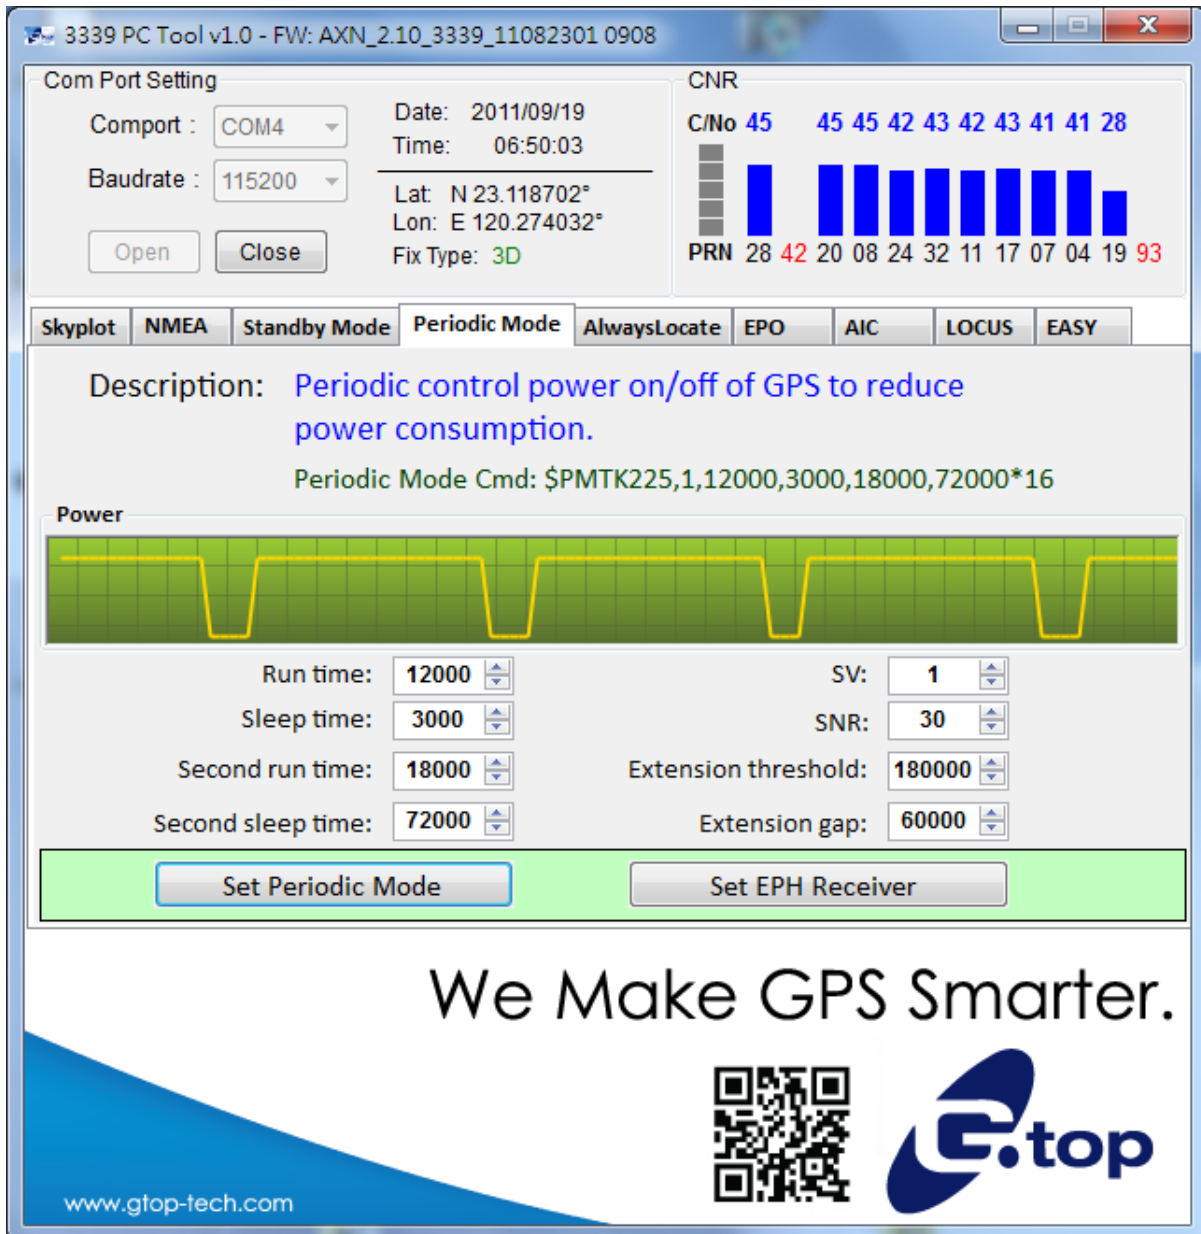 3339 PC Tool v1.0 - FW: AXN_2.10_3339_11082301 0908
Com Port Setting
Comport : COM4
Baudrate : 115200
Open Close
Date: 2011/09/19
Time: 06:50:03
Lat: N 23.118702°
Lon: E 120.274032°
Fix Type: 3D
CNR
C/No 45 45 45 42 43 42 43 41 41 28
PRN 28 42 20 08 24 32 11 17 07 04 19 93
Skyplot NMEA Standby Mode Periodic Mode AlwaysLocate EPO AIC LOCUS EASY
Description: Periodic control power on/off of GPS to reduce
power consumption.
Periodic Mode Cmd: $PMTK225,1,12000,3000,18000,72000*16
Power
Run time: 12000 SV: 1
Sleep time: 3000 SNR: 30
Second run time: 18000 Extension threshold: 180000
Second sleep time: 72000 Extension gap: 60000
Set Periodic Mode Set EPH Receiver
We Make GPS Smarter.
G.top
www.gtop-tech.com